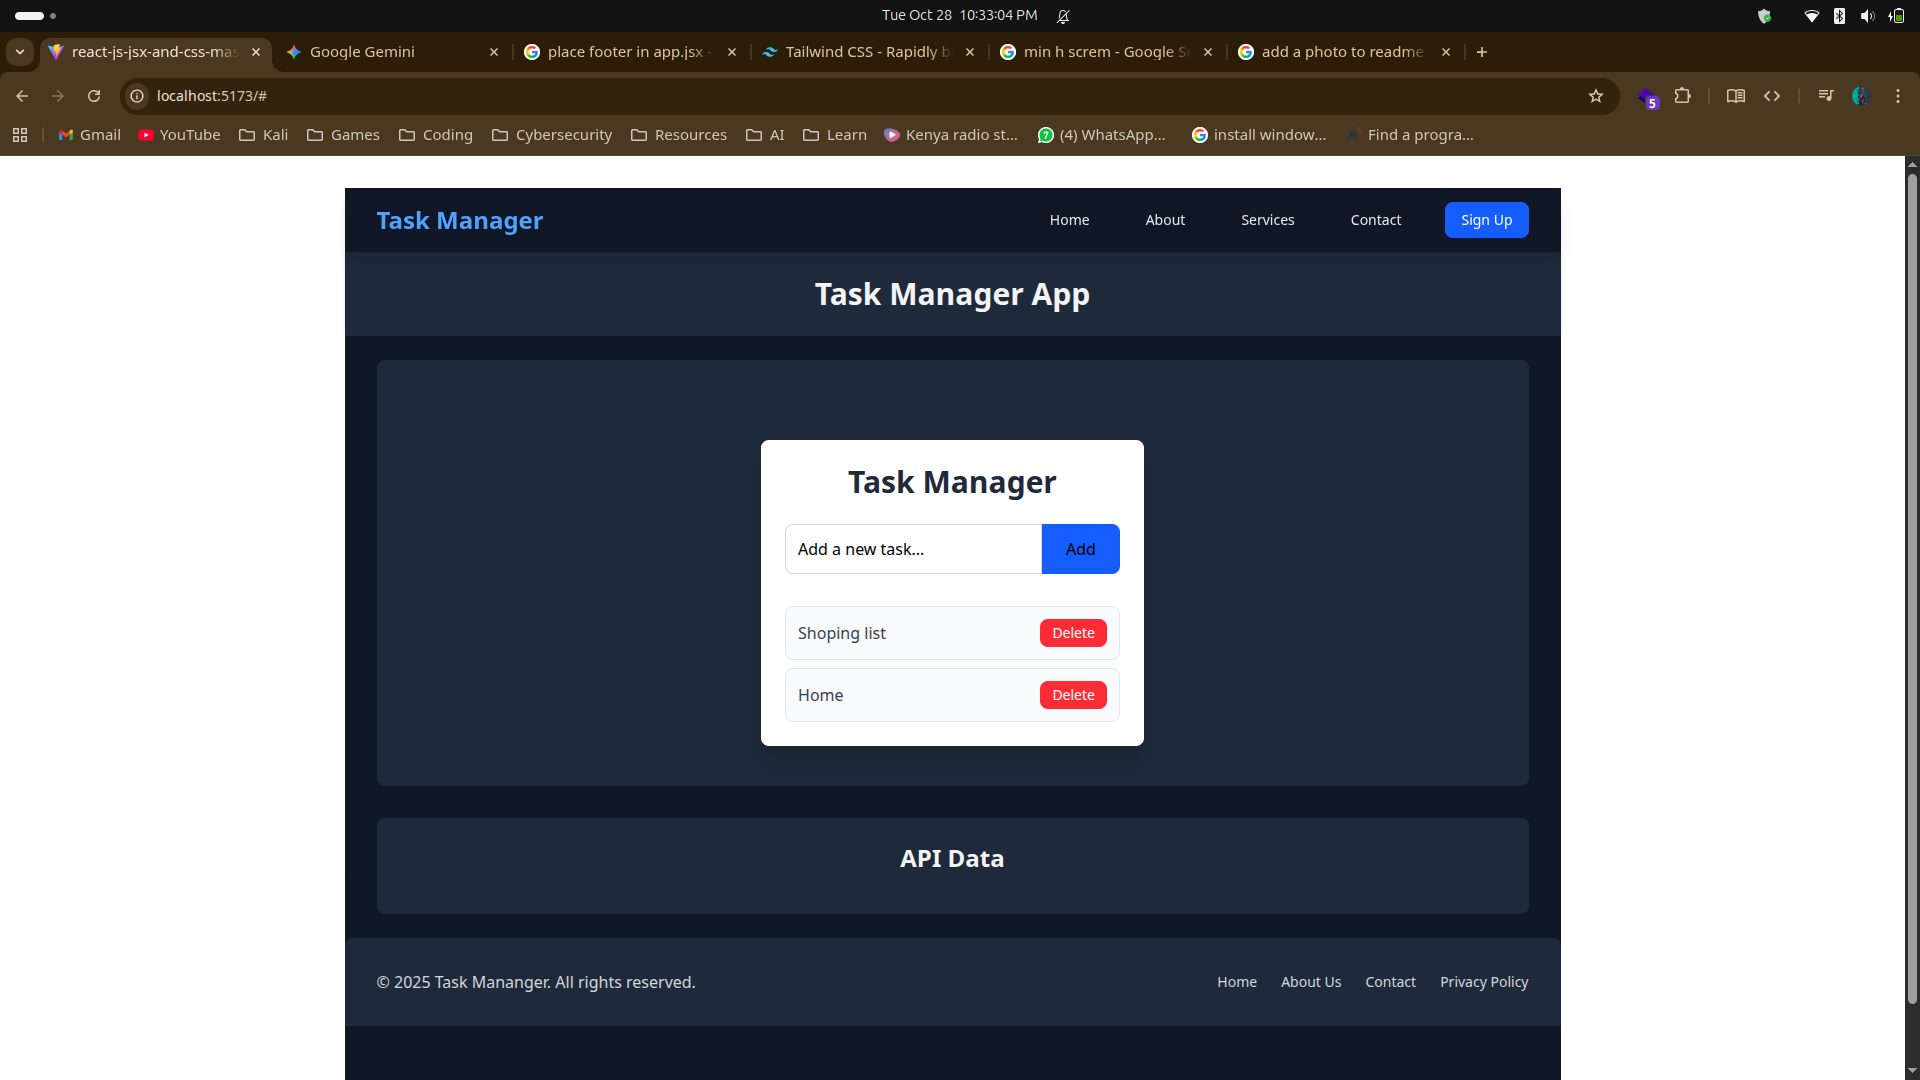 Tue Oct 28 10:33:04 PM
react-js-jsx-and-css-mas
Google Gemini
place footer in app.jsx -
Tailwind CSS - Rapidly b
min h screm - Google Se
add a photo to readme
localhost:5173/#
5
Gmail
YouTube
Kali
Games
Coding
Cybersecurity
Resources
AI
Learn
Kenya radio st...
(4) WhatsApp...
install window...
Find a progra...
Task Manager
Home
About
Services
Contact
Sign Up
Task Manager App
Task Manager
Add a new task...
Add
Shoping list
Delete
Home
Delete
API Data
© 2025 Task Mananger. All rights reserved.
Home
About Us
Contact
Privacy Policy